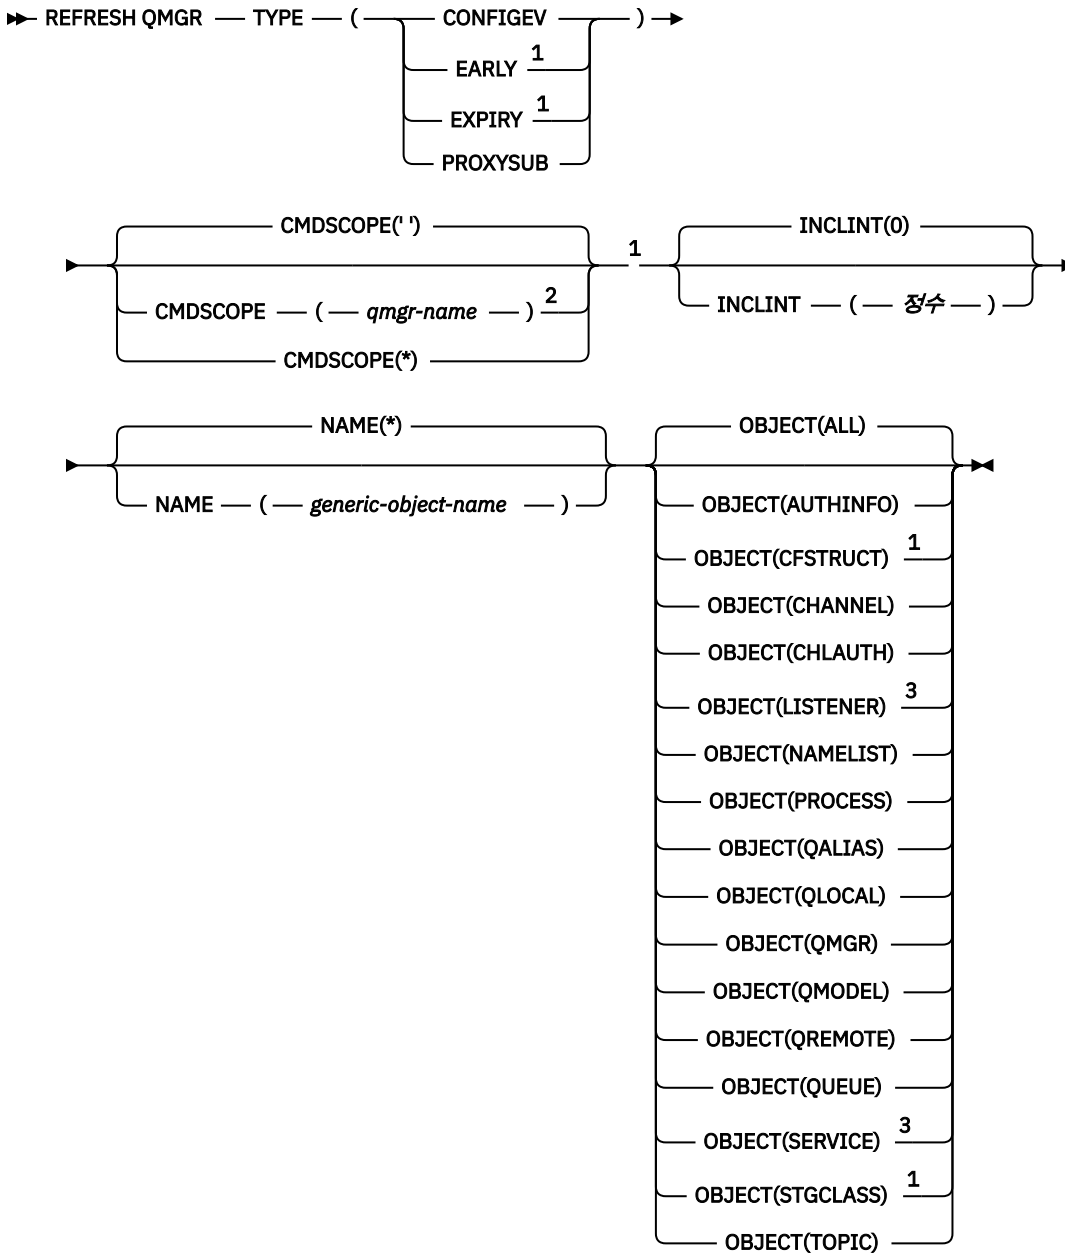 REFRESH QMGR TYPE ( CONFIGEV )
EARLY 1
EXPIRY 1
PROXYSUB
CMDSCOPE(' ')
1
CMDSCOPE ( qmgr-name ) 2
CMDSCOPE(*)
INCLINT(0)
INCLINT ( 정수 )
NAME(*)
NAME ( generic-object-name )
OBJECT(ALL)
OBJECT(AUTHINFO)
OBJECT(CFSTRUCT) 1
OBJECT(CHANNEL)
OBJECT(CHLAUTH)
OBJECT(LISTENER) 3
OBJECT(NAMELIST)
OBJECT(PROCESS)
OBJECT(QALIAS)
OBJECT(QLOCAL)
OBJECT(QMGR)
OBJECT(QMODEL)
OBJECT(QREMOTE)
OBJECT(QUEUE)
OBJECT(SERVICE) 3
OBJECT(STGCLASS) 1
OBJECT(TOPIC)